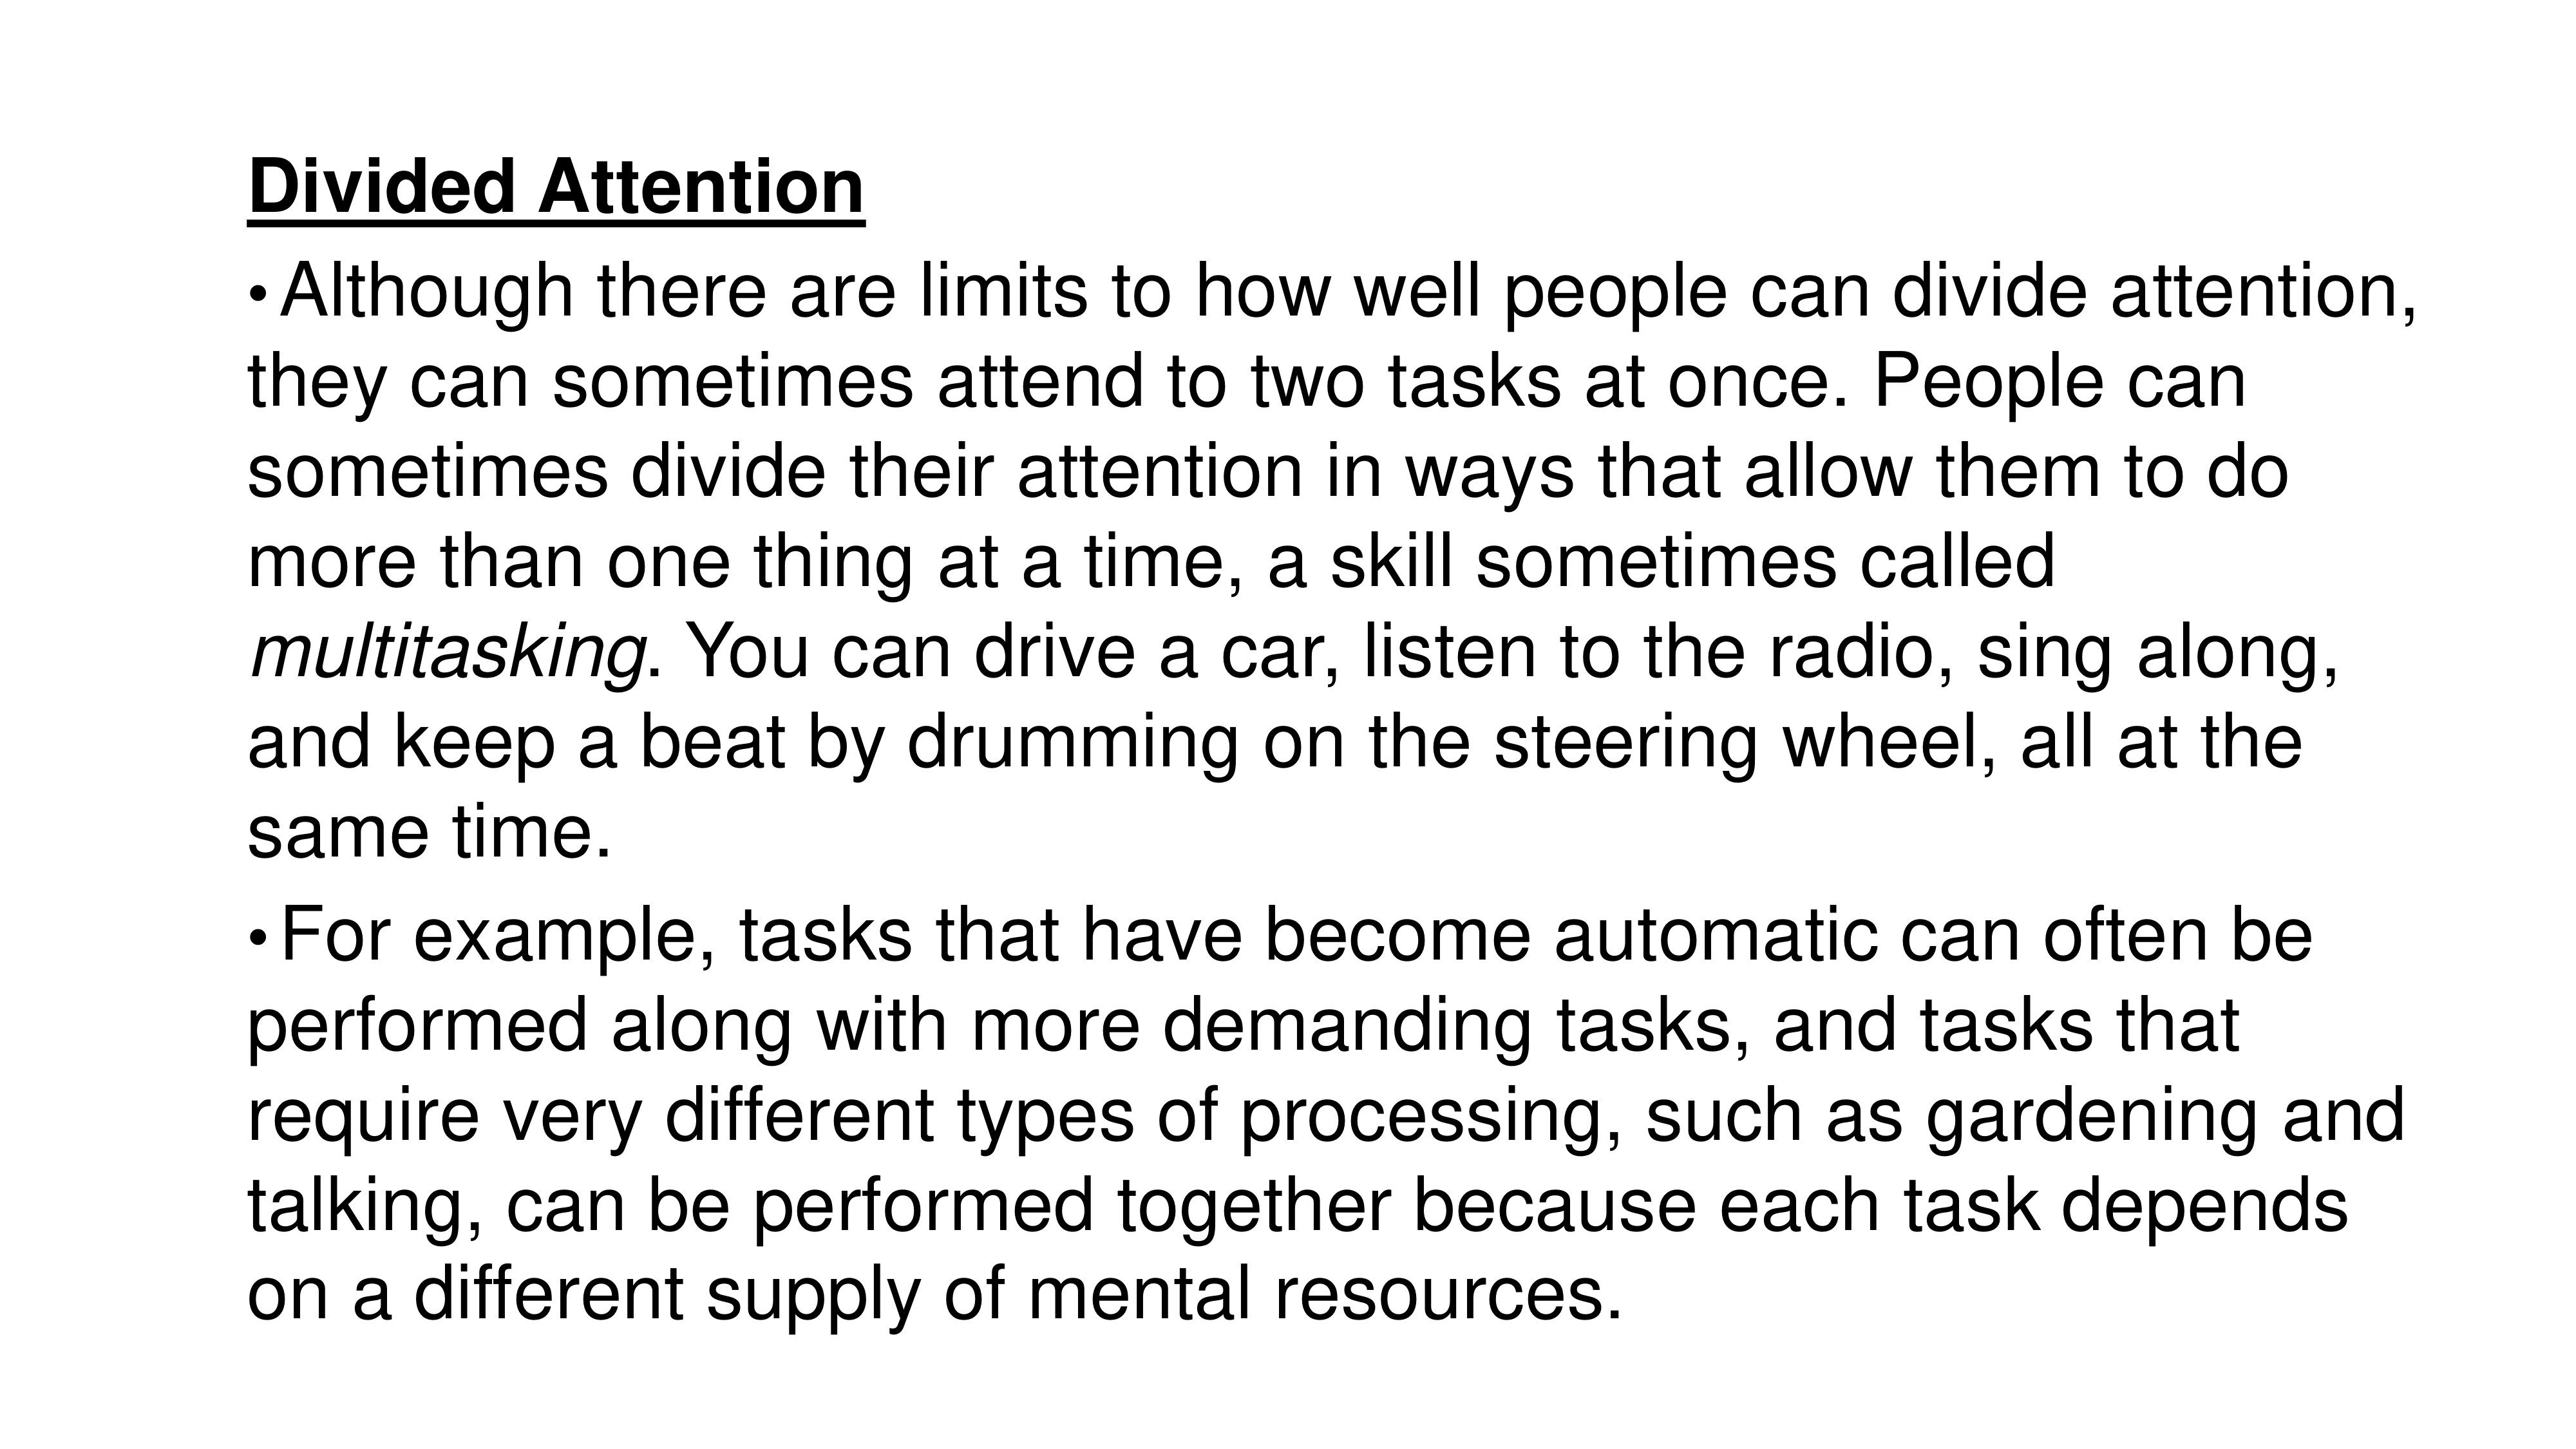 Divided Attention
• Although there are limits to how well people can divide attention,
they can sometimes attend to two tasks at once. People can
sometimes divide their attention in ways that allow them to do
more than one thing at a time, a skill sometimes called
multitasking. You can drive a car, listen to the radio, sing along,
and keep a beat by drumming on the steering wheel, all at the
same time.
• For example, tasks that have become automatic can often be
performed along with more demanding tasks, and tasks that
require very different types of processing, such as gardening and
talking, can be performed together because each task depends
on a different supply of mental resources.